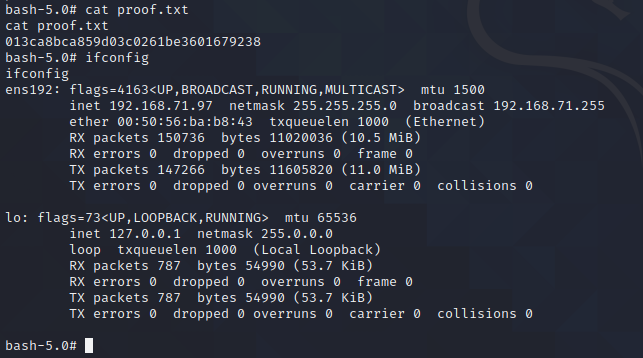 bash-5.0# cat proof.txt
cat proof.txt
013ca8bca859d03c0261be3601679238
bash-5.0# ifconfig
ifconfig
ens192: flags=4163<UP,BROADCAST,RUNNING,MULTICAST>  mtu 1500
        inet 192.168.71.97  netmask 255.255.255.0  broadcast 192.168.71.255
        ether 00:50:56:ba:b8:43  txqueuelen 1000  (Ethernet)
        RX packets 150736  bytes 11020036 (10.5 MiB)
        RX errors 0  dropped 0  overruns 0  frame 0
        TX packets 147266  bytes 11605820 (11.0 MiB)
        TX errors 0  dropped 0 overruns 0  carrier 0  collisions 0

lo: flags=73<UP,LOOPBACK,RUNNING>  mtu 65536
        inet 127.0.0.1  netmask 255.0.0.0
        loop  txqueuelen 1000  (Local Loopback)
        RX packets 787  bytes 54990 (53.7 KiB)
        RX errors 0  dropped 0  overruns 0  frame 0
        TX packets 787  bytes 54990 (53.7 KiB)
        TX errors 0  dropped 0 overruns 0  carrier 0  collisions 0

bash-5.0#